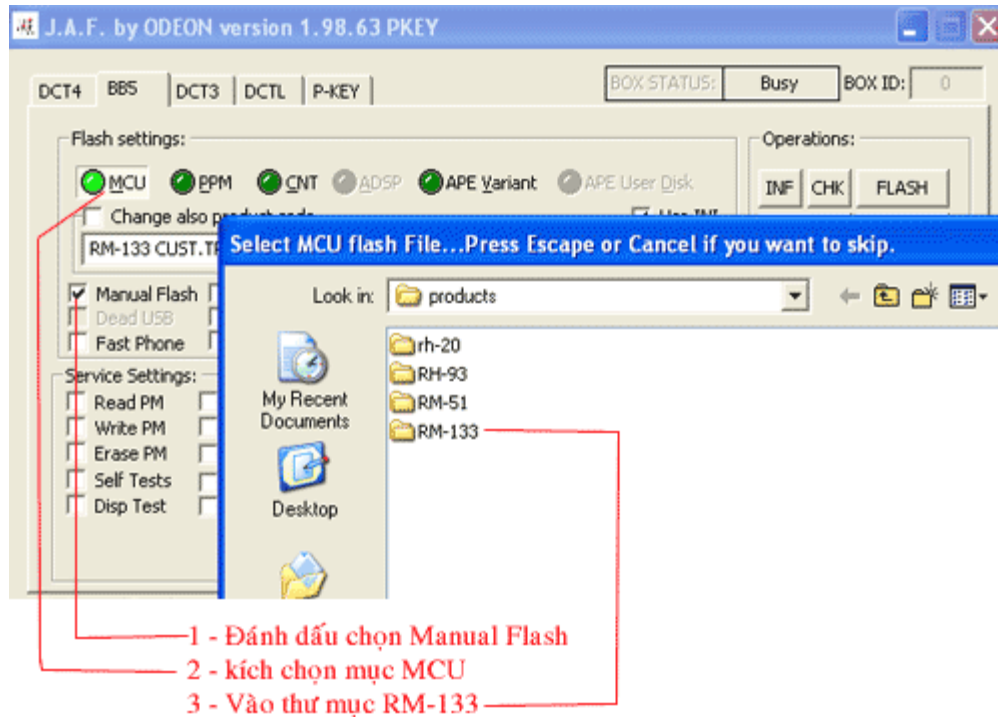 J.A.F. by ODEON version 1.98.63 PKEY
BOX STATUS: Busy BOX ID: 0
DCT4 BB5 DCT3 DCTL P-KEY
Flash settings: Operations:
MCU PPM CNT ADSP APE Variant APE User Disk INF CHK FLASH
Change also product code Use INI
RM-133 CUST.
Select MCU flash File...Press Escape or Cancel if you want to skip.
Manual Flash Look in: products
Dead USB
Fast Phone rh-20
Service Settings: RH-93
Read PM My Recent Documents RM-51
Write PM RM-133
Erase PM
Self Tests
Disp Test Desktop
1 - Đánh dấu chọn Manual Flash
2 - kích chọn mục MCU
3 - Vào thư mục RM-133